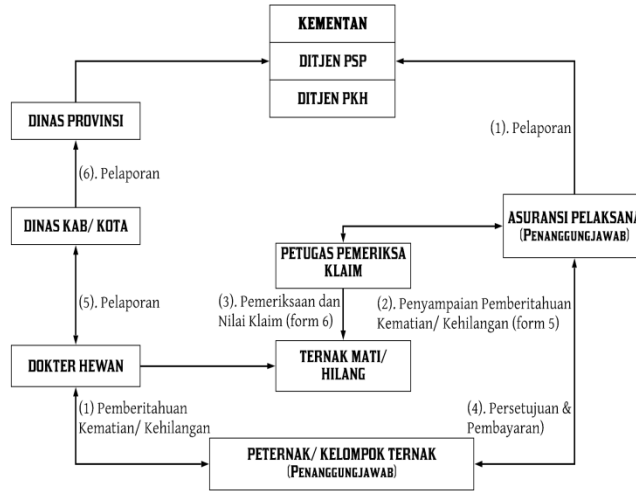 KEMENTAN
DITJEN PSP
DITJEN PKH
DINAS PROVINSI
(1). Pelaporan
(6). Pelaporan
DINAS KAB/ KOTA
ASURANSI PELAKSANA
(PENANGGUNGJAWAB)
PETUGAS PEMERIKSA
KLAIM
(5). Pelaporan
(3). Pemeriksaan dan
Nilai Klaim (form 6)
(2). Penyampaian Pemberitahuan
Kematian/ Kehilangan (form 5)
DOKTER HEWAN
TERNAK MATI/
HILANG
(1) Pemberitahuan
Kematian/ Kehilangan
(4). Persetujuan &
Pembayaran)
PETERNAK/ KELOMPOK TERNAK
(PENANGGUNGJAWAB)